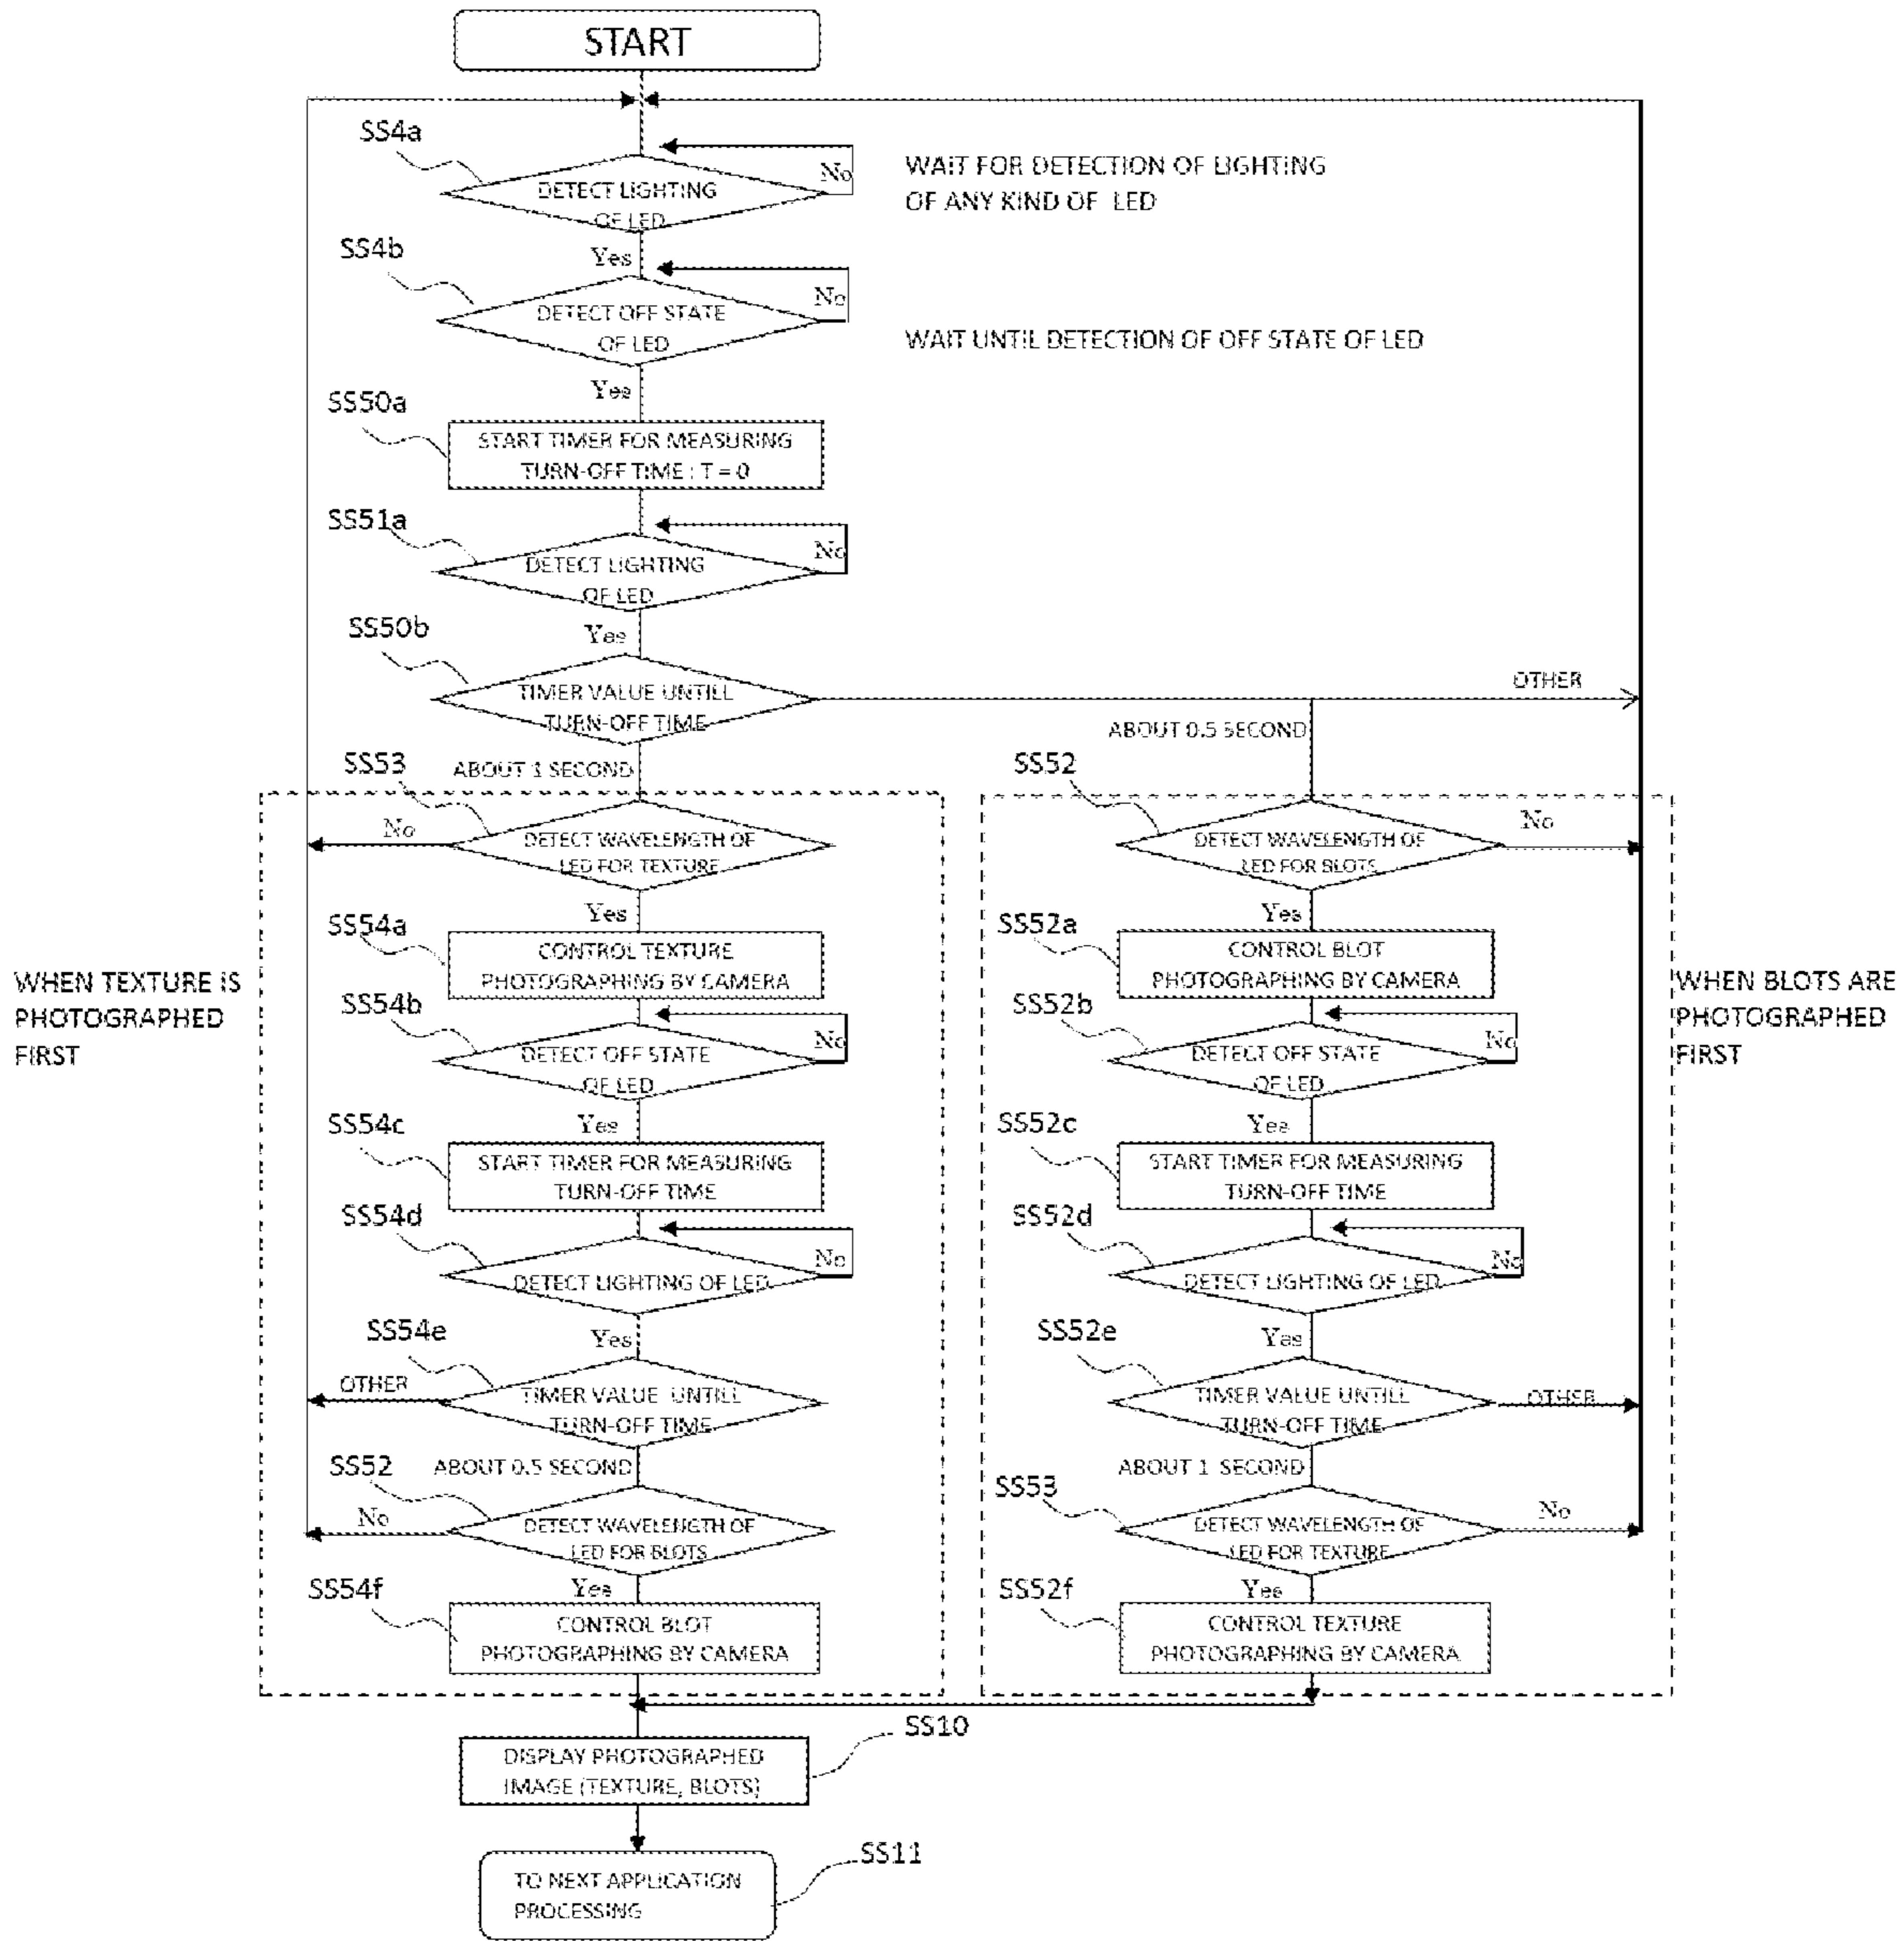 START
SS4a
No
DETECT LIGHTING
OF LED
WAIT FOR DETECTION OF LIGHTING
OF ANY KIND OF LED
SS4b
Yes
No
DETECT OFF STATE
OF LED
WAIT UNTIL DETECTION OF OFF STATE OF LED
Yes
SS50a
START TIMER FOR MEASURING
TURN-OFF TIME : T = 0
SS51a
No
DETECT LIGHTING
OF LED
SS50b
Yes
TIMER VALUE UNTILL
TURN-OFF TIME
OTHER
ABOUT 0.5 SECOND
SS53
ABOUT 1 SECOND
SS52
No
DETECT WAVELENGTH OF
LED FOR TEXTURE
DETECT WAVELENGTH OF
LED FOR BLOTS
No
Yes
Yes
SS54a
CONTROL TEXTURE
PHOTOGRAPHING BY CAMERA
SS52a
CONTROL BLOT
PHOTOGRAPHING BY CAMERA
WHEN TEXTURE IS
PHOTOGRAPHED
FIRST
WHEN BLOTS ARE
PHOTOGRAPHED
FIRST
SS54b
No
DETECT OFF STATE
OF LED
SS52b
No
DETECT OFF STATE
OF LED
Yes
Yes
SS54c
START TIMER FOR MEASURING
TURN-OFF TIME
SS52c
START TIMER FOR MEASURING
TURN-OFF TIME
SS54d
No
DETECT LIGHTING OF LED
SS52d
No
DETECT LIGHTING OF LED
SS54e
Yes
SS52e
Yes
OTHER
TIMER VALUE UNTILL
TURN-OFF TIME
TIMER VALUE UNTILL
TURN-OFF TIME
OTHER
SS52
ABOUT 0.5 SECOND
SS53
ABOUT 1 SECOND
No
DETECT WAVELENGTH OF
LED FOR BLOTS
DETECT WAVELENGTH OF
LED FOR TEXTURE
No
Yes
Yes
SS54f
CONTROL BLOT
PHOTOGRAPHING BY CAMERA
SS52f
CONTROL TEXTURE
PHOTOGRAPHING BY CAMERA
SS10
DISPLAY PHOTOGRAPHED
IMAGE (TEXTURE, BLOTS)
SS11
TO NEXT APPLICATION
PROCESSING